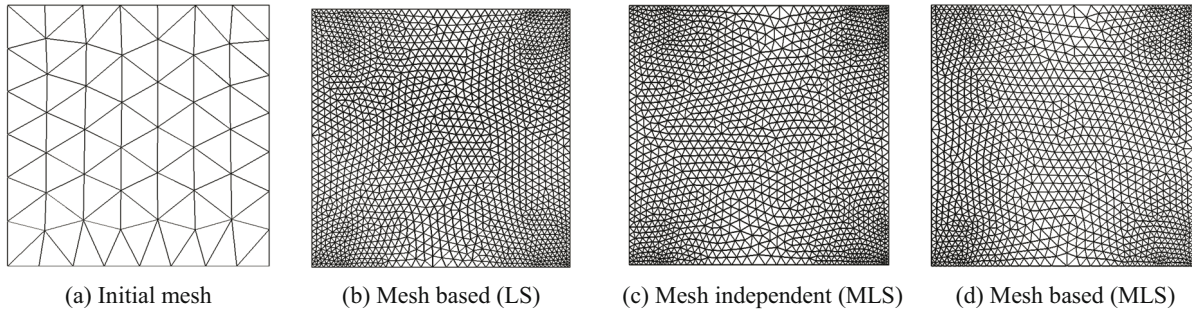 (a) Initial mesh
(b) Mesh based (LS)
(c) Mesh independent (MLS)
(d) Mesh based (MLS)